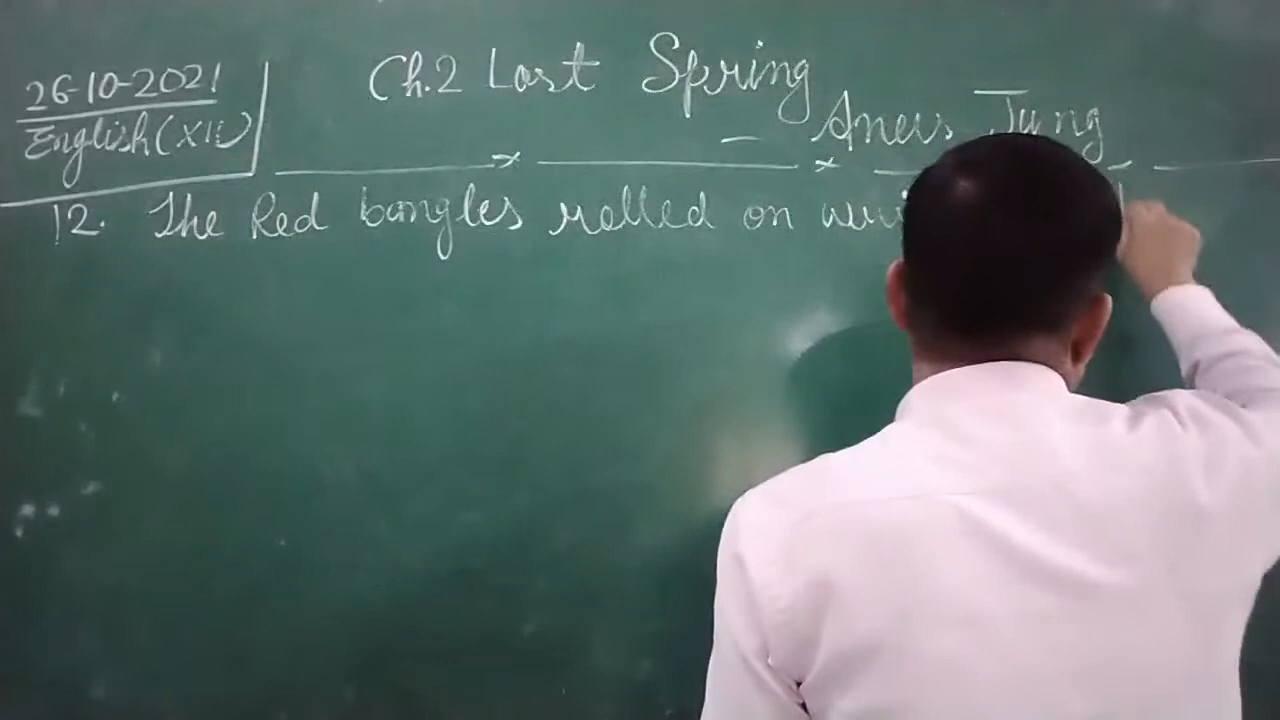 26-10-2021
English (XII)
Ch.2 Lost Spring
- Anees Jung
12. The Red bangles rolled on